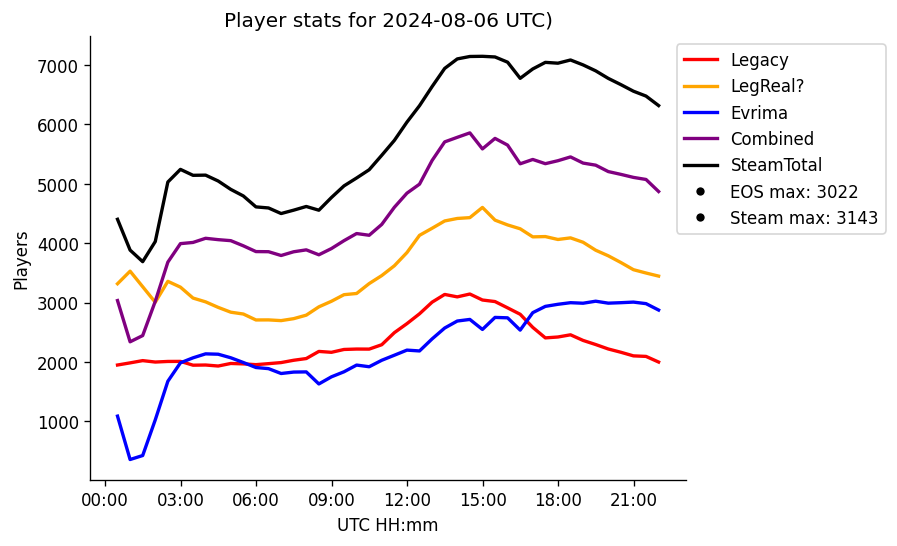 Player stats for 2024-08-06 UTC)
Players
7000
6000
5000
4000
3000
2000
1000
00:00 03:00 06:00 09:00 12:00 15:00 18:00 21:00
UTC HH:mm
Legacy
LegReal?
Evrima
Combined
SteamTotal
EOS max: 3022
Steam max: 3143